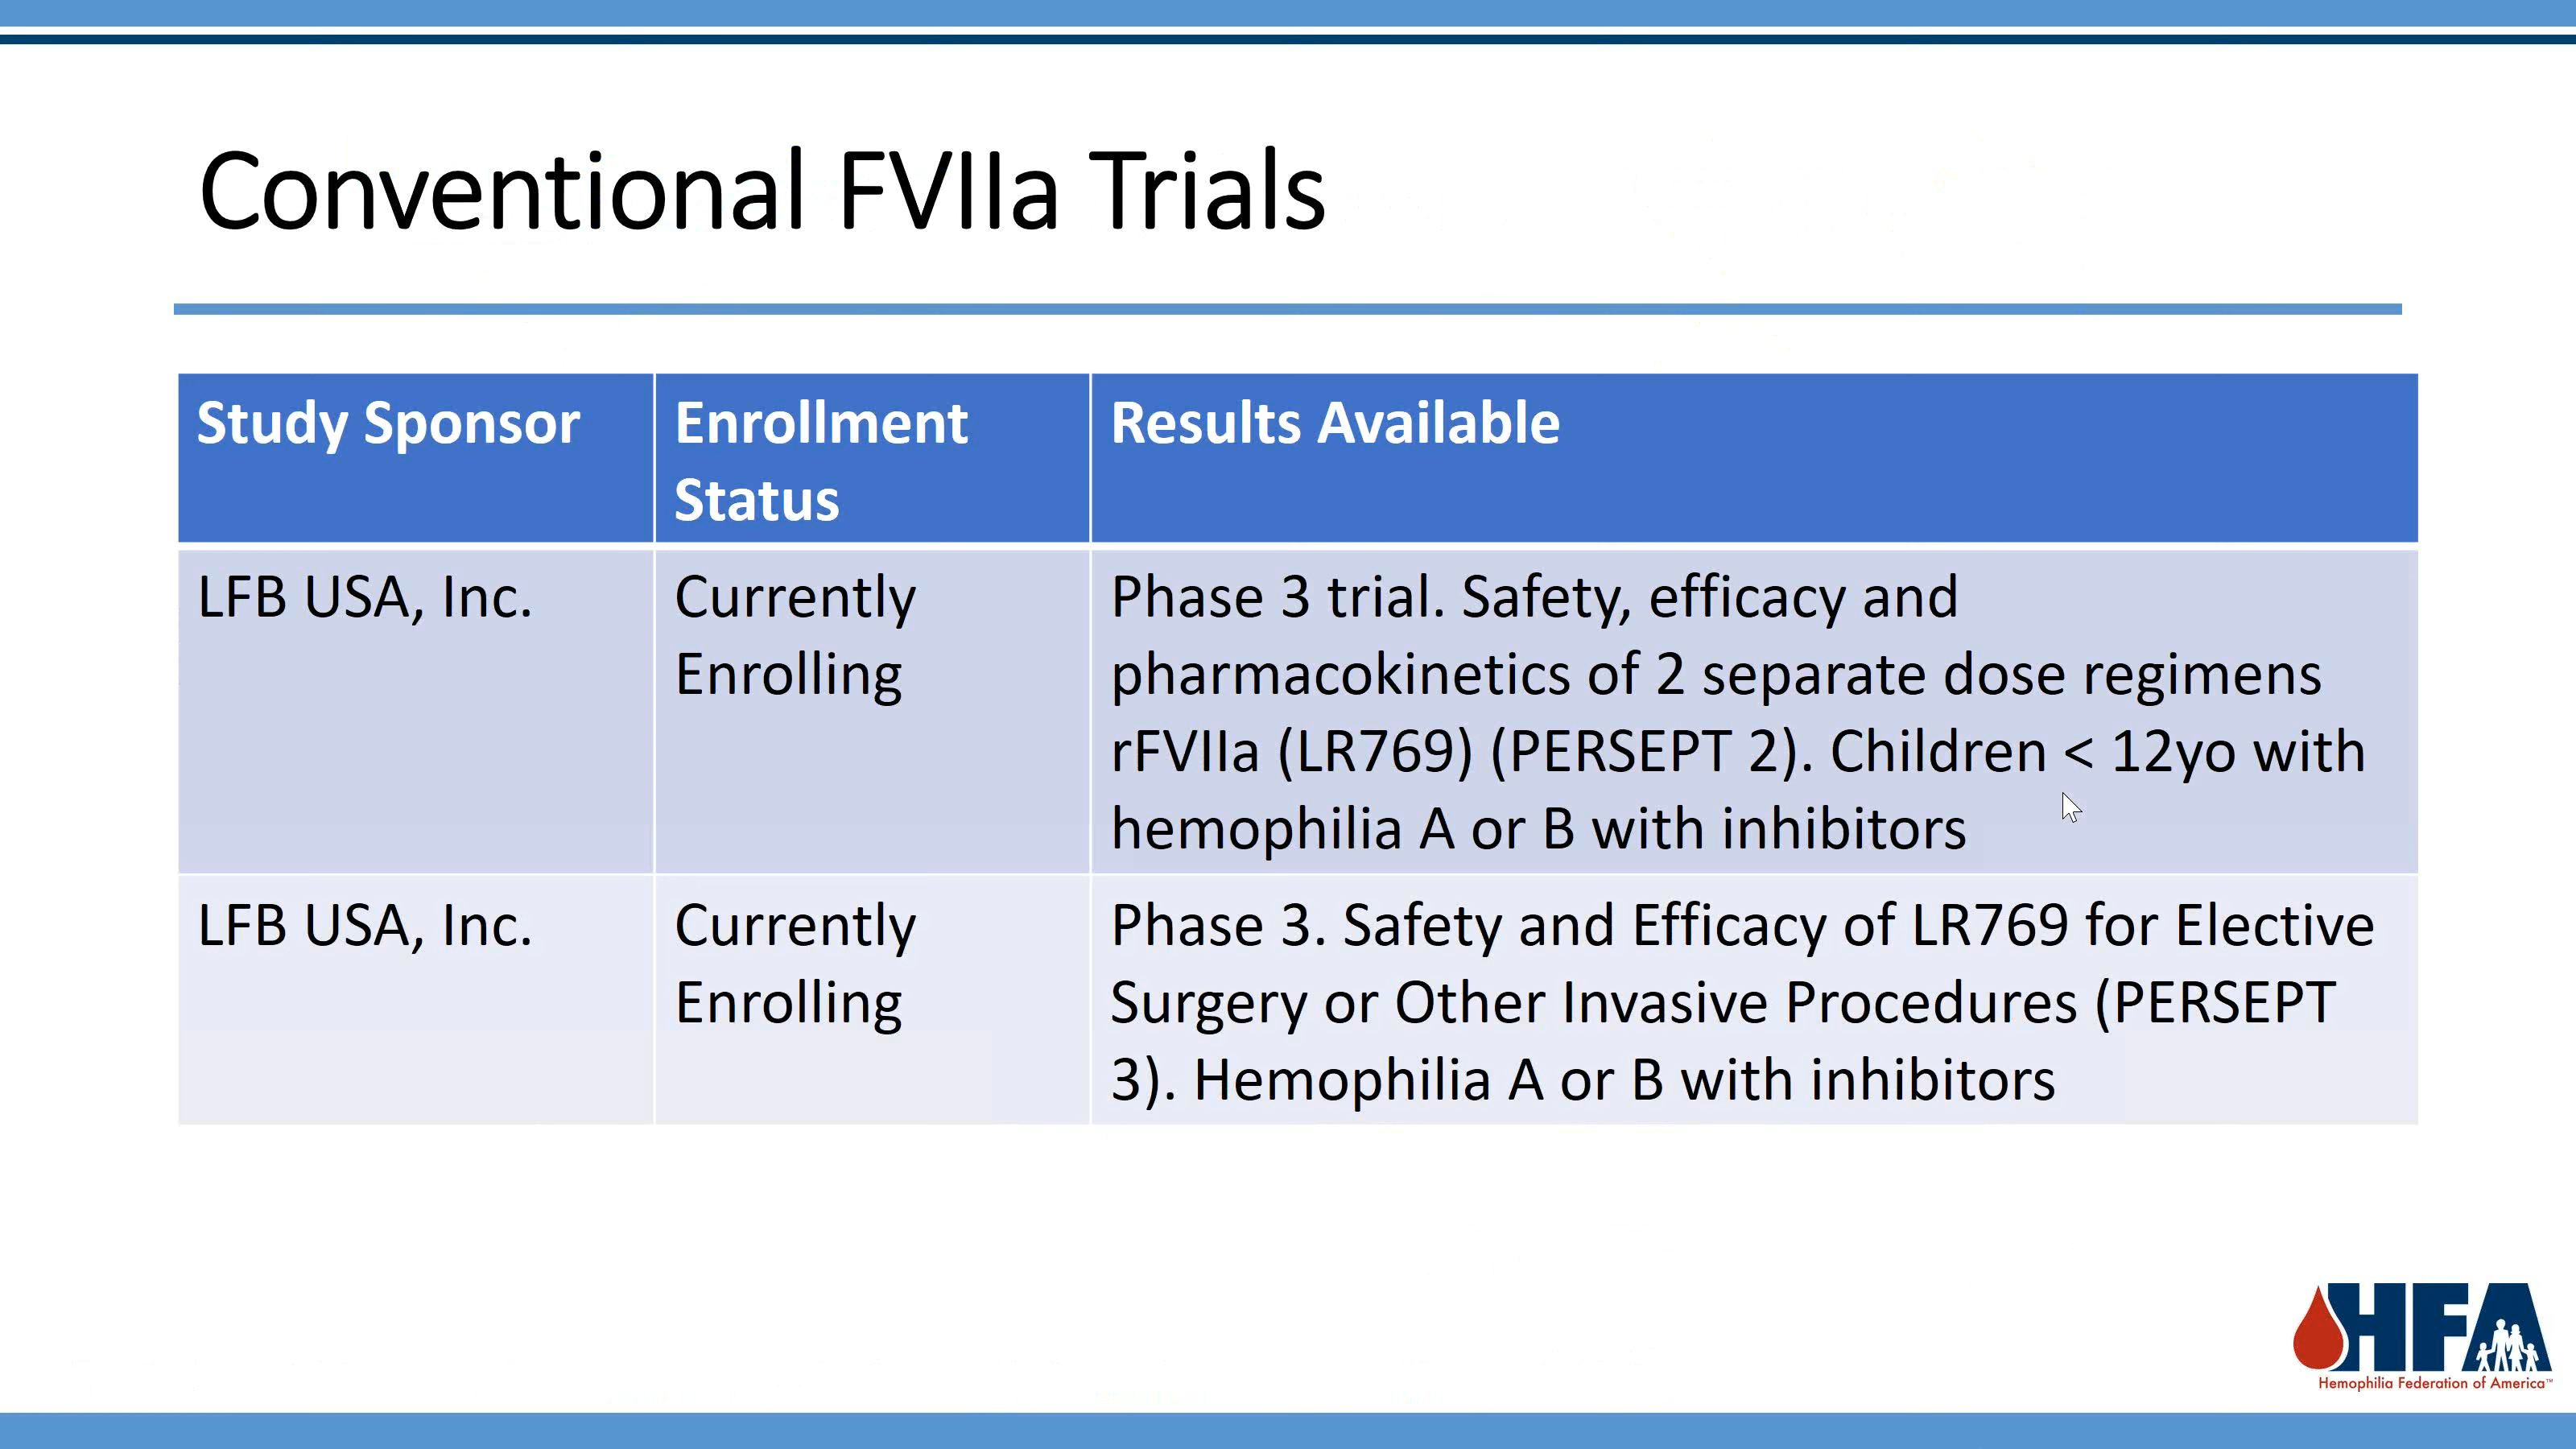 Conventional FVIIa Trials
Study Sponsor
Enrollment
Status
Results Available
LFB USA, Inc.
Currently
Enrolling
Phase 3 trial. Safety, efficacy and
pharmacokinetics of 2 separate dose regimens
rFVIIa (LR769) (PERSEPT 2). Children < 12yo with
hemophilia A or B with inhibitors
LFB USA, Inc.
Currently
Enrolling
Phase 3. Safety and Efficacy of LR769 for Elective
Surgery or Other Invasive Procedures (PERSEPT
3). Hemophilia A or B with inhibitors
HFA
Hemophilia Federation of America™